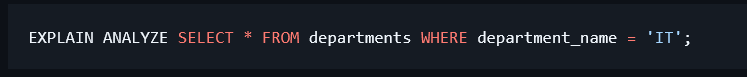 EXPLAIN ANALYZE SELECT * FROM departments WHERE department_name = 'IT';